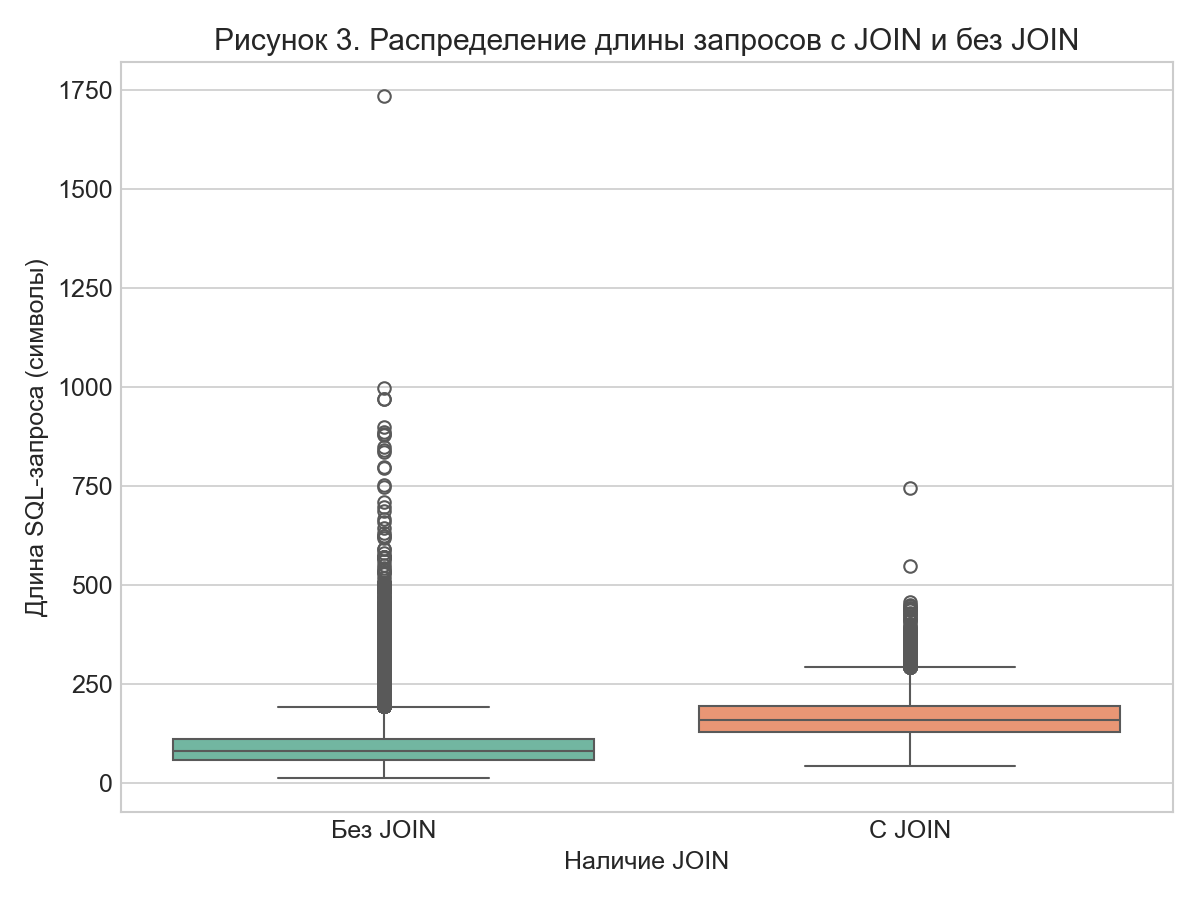 Рисунок 3. Распределение длины запросов с JOIN и без JOIN
Длина SQL-запроса (символы)
1750
1500
1250
1000
750
500
250
0
Без JOIN
С JOIN
Наличие JOIN